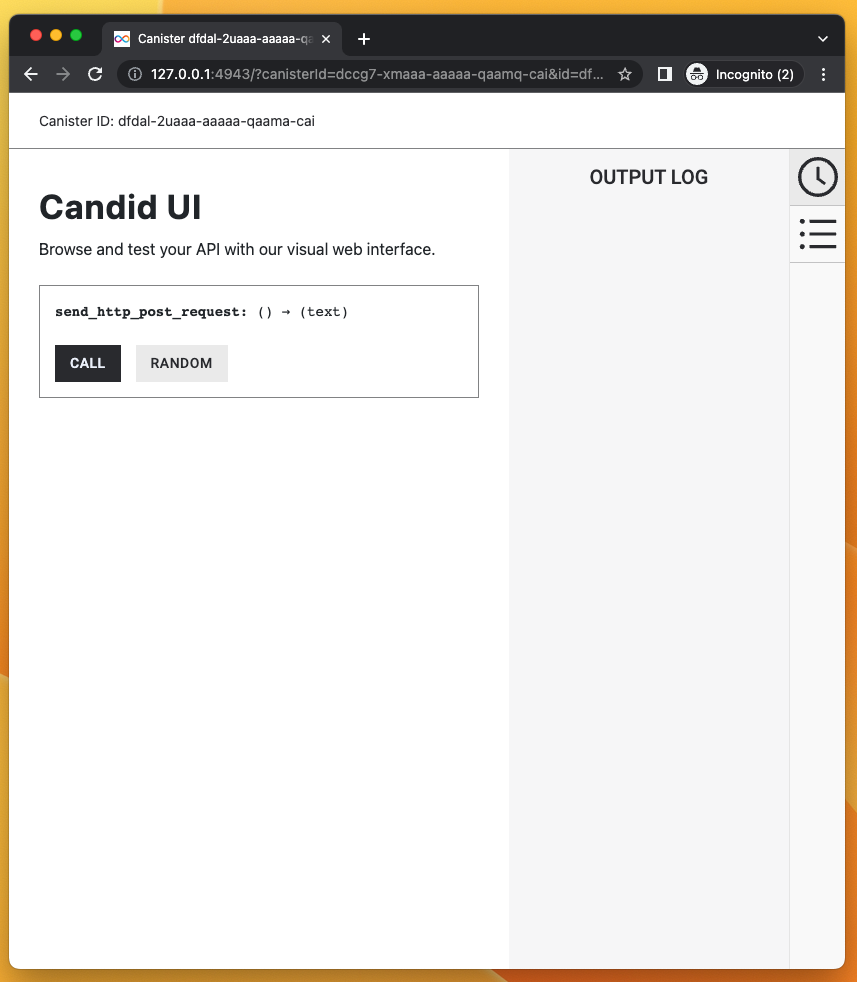 Canister dfdal-2uaaa-aaaaa-qa
127.0.0.1:4943/?canisterId=dccg7-xmaaa-aaaaa-qaamq-cai&id=df...
Incognito (2)
Canister ID: dfdal-2uaaa-aaaaa-qaama-cai
Candid UI
Browse and test your API with our visual web interface.
send_http_post_request: () → (text)
CALL RANDOM
OUTPUT LOG